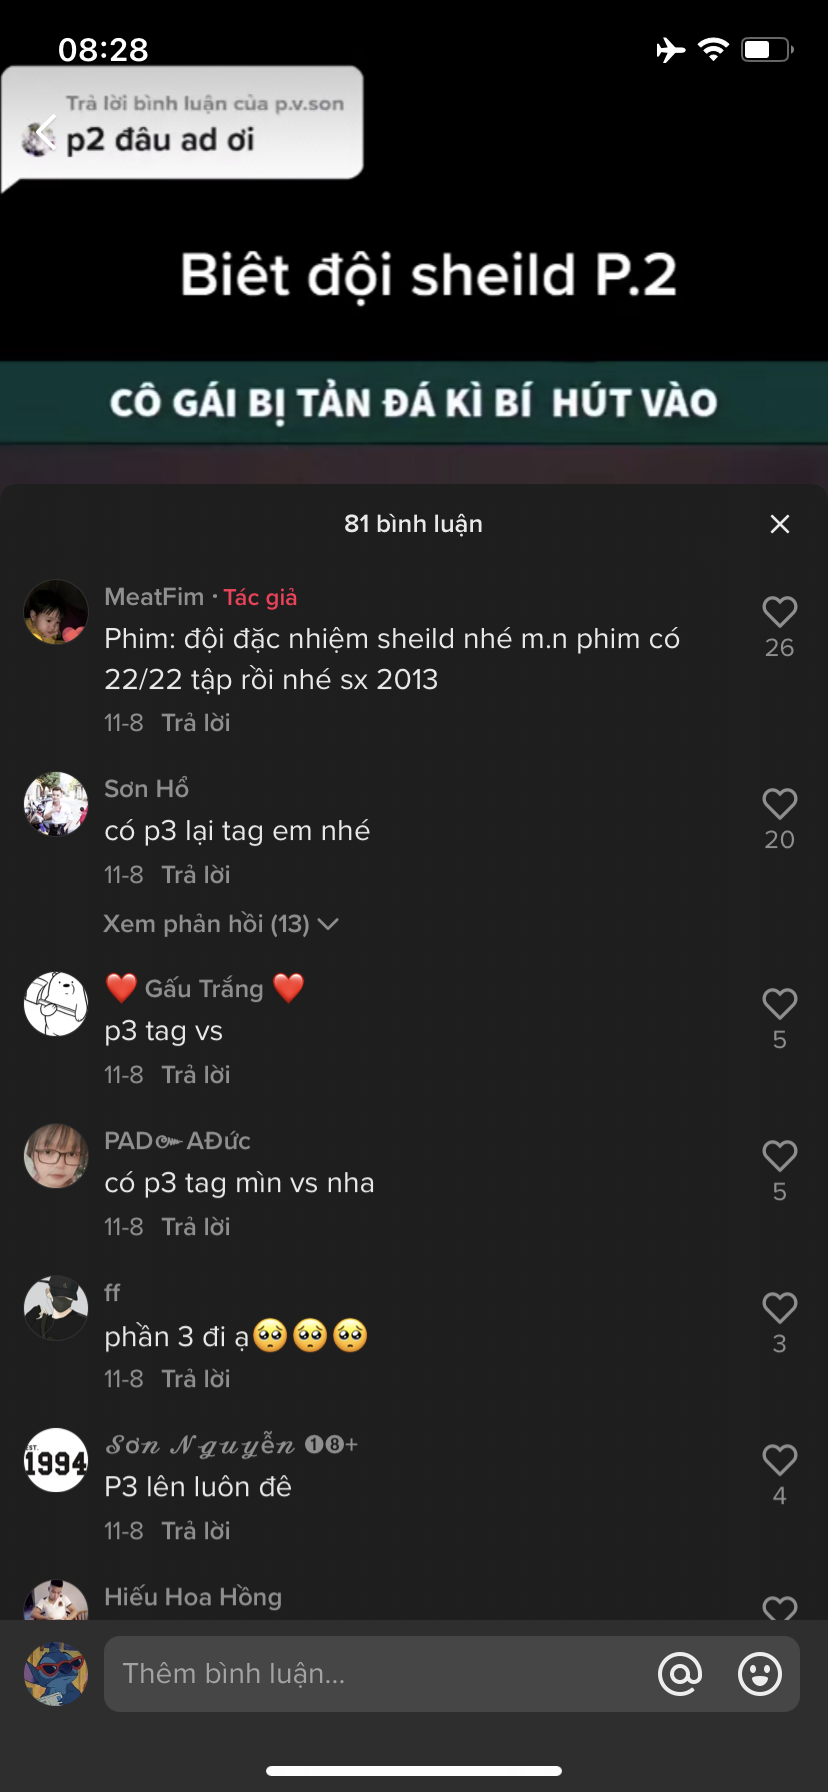 08:28
Trả lời bình luận của p.v.son
p2 đâu ad ơi
Biêt đội sheild P.2
CÔ GÁI BỊ TẢN ĐÁ KÌ BÍ HÚT VÀO
81 bình luận
MeatFim · Tác giả
Phim: đội đặc nhiệm sheild nhé m.n phim có
22/22 tập rồi nhé sx 2013
26
11-8 Trả lời
Sơn Hổ
có p3 lại tag em nhé
20
11-8 Trả lời
Xem phản hồi (13)
❤️ Gấu Trắng ❤️
p3 tag vs
5
11-8 Trả lời
PAD๛AĐức
có p3 tag mìn vs nha
5
11-8 Trả lời
ff
phần 3 đi ạ🥺🥺🥺
3
11-8 Trả lời
EST.
1994
𝓢ơ𝓷 𝓝𝓰𝓾𝔂ễ𝓷 ❶❽+
P3 lên luôn đê
4
11-8 Trả lời
Hiếu Hoa Hồng
Thêm bình luận...